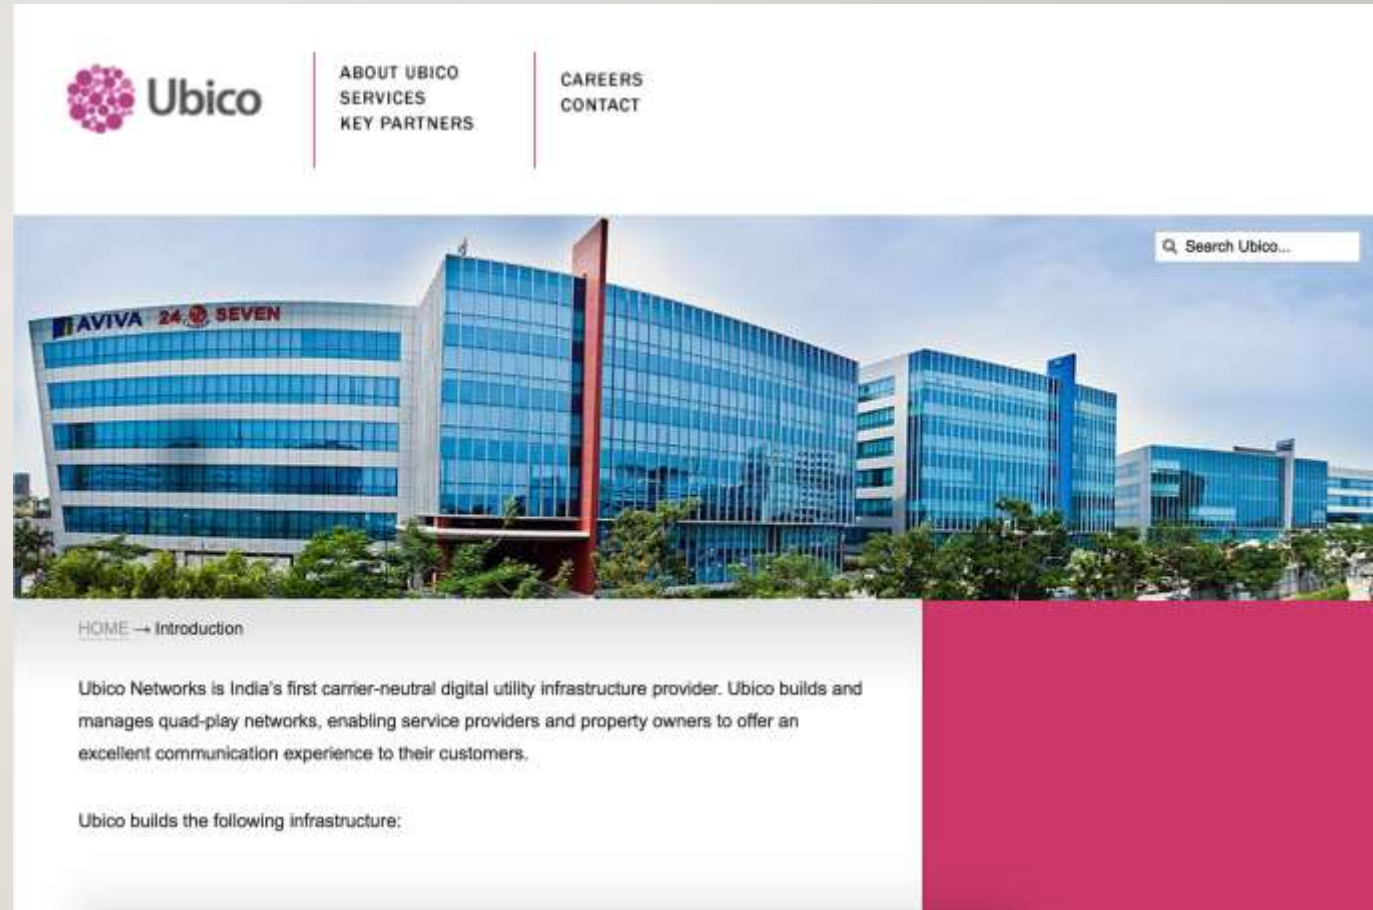 Ubico
ABOUT UBICO
SERVICES
KEY PARTNERS
CAREERS
CONTACT
Search Ubico...
AVIVA 24 SEVEN
HOME → Introduction
Ubico Networks is India's first carrier-neutral digital utility infrastructure provider. Ubico builds and
manages quad-play networks, enabling service providers and property owners to offer an
excellent communication experience to their customers.
Ubico builds the following infrastructure: